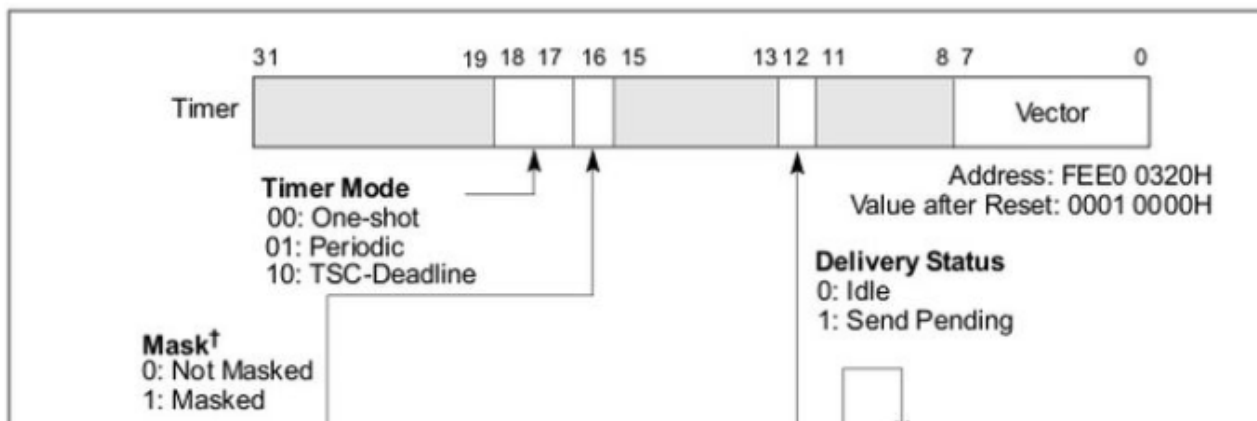 31 19 18 17 16 15 13 12 11 8 7 0
Timer Vector
Address: FEE0 0320H
Value after Reset: 0001 0000H
Timer Mode
00: One-shot
01: Periodic
10: TSC-Deadline
Delivery Status
0: Idle
1: Send Pending
Mask†
0: Not Masked
1: Masked